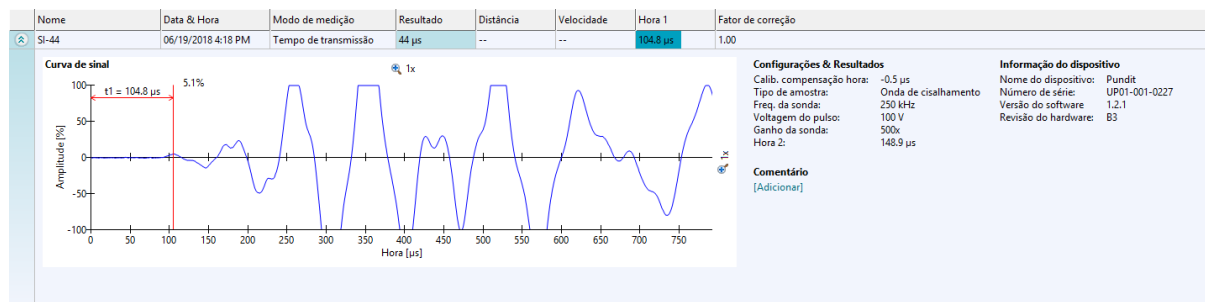 Nome Data & Hora Modo de medição Resultado Distância Velocidade Hora 1 Fator de correção
SI-44 06/19/2018 4:18 PM Tempo de transmissão 44 µs -- -- 104.8 µs 1.00
Curva de sinal
1x
5.1%
t1 = 104.8 µs
Amplitude [%]
100
50
0
-50
-100
0 50 100 150 200 250 300 350 400 450 500 550 600 650 700 750
Hora [µs]
1x
Configurações & Resultados
Calib. compensação hora: -0.5 µs
Tipo de amostra: Onda de cisalhamento
Freq. da sonda: 250 kHz
Voltagem do pulso: 100 V
Ganho da sonda: 500x
Hora 2: 148.9 µs
Comentário
[Adicionar]
Informação do dispositivo
Nome do dispositivo: Pundit
Número de série: UP01-001-0227
Versão do software 1.2.1
Revisão do hardware: B3